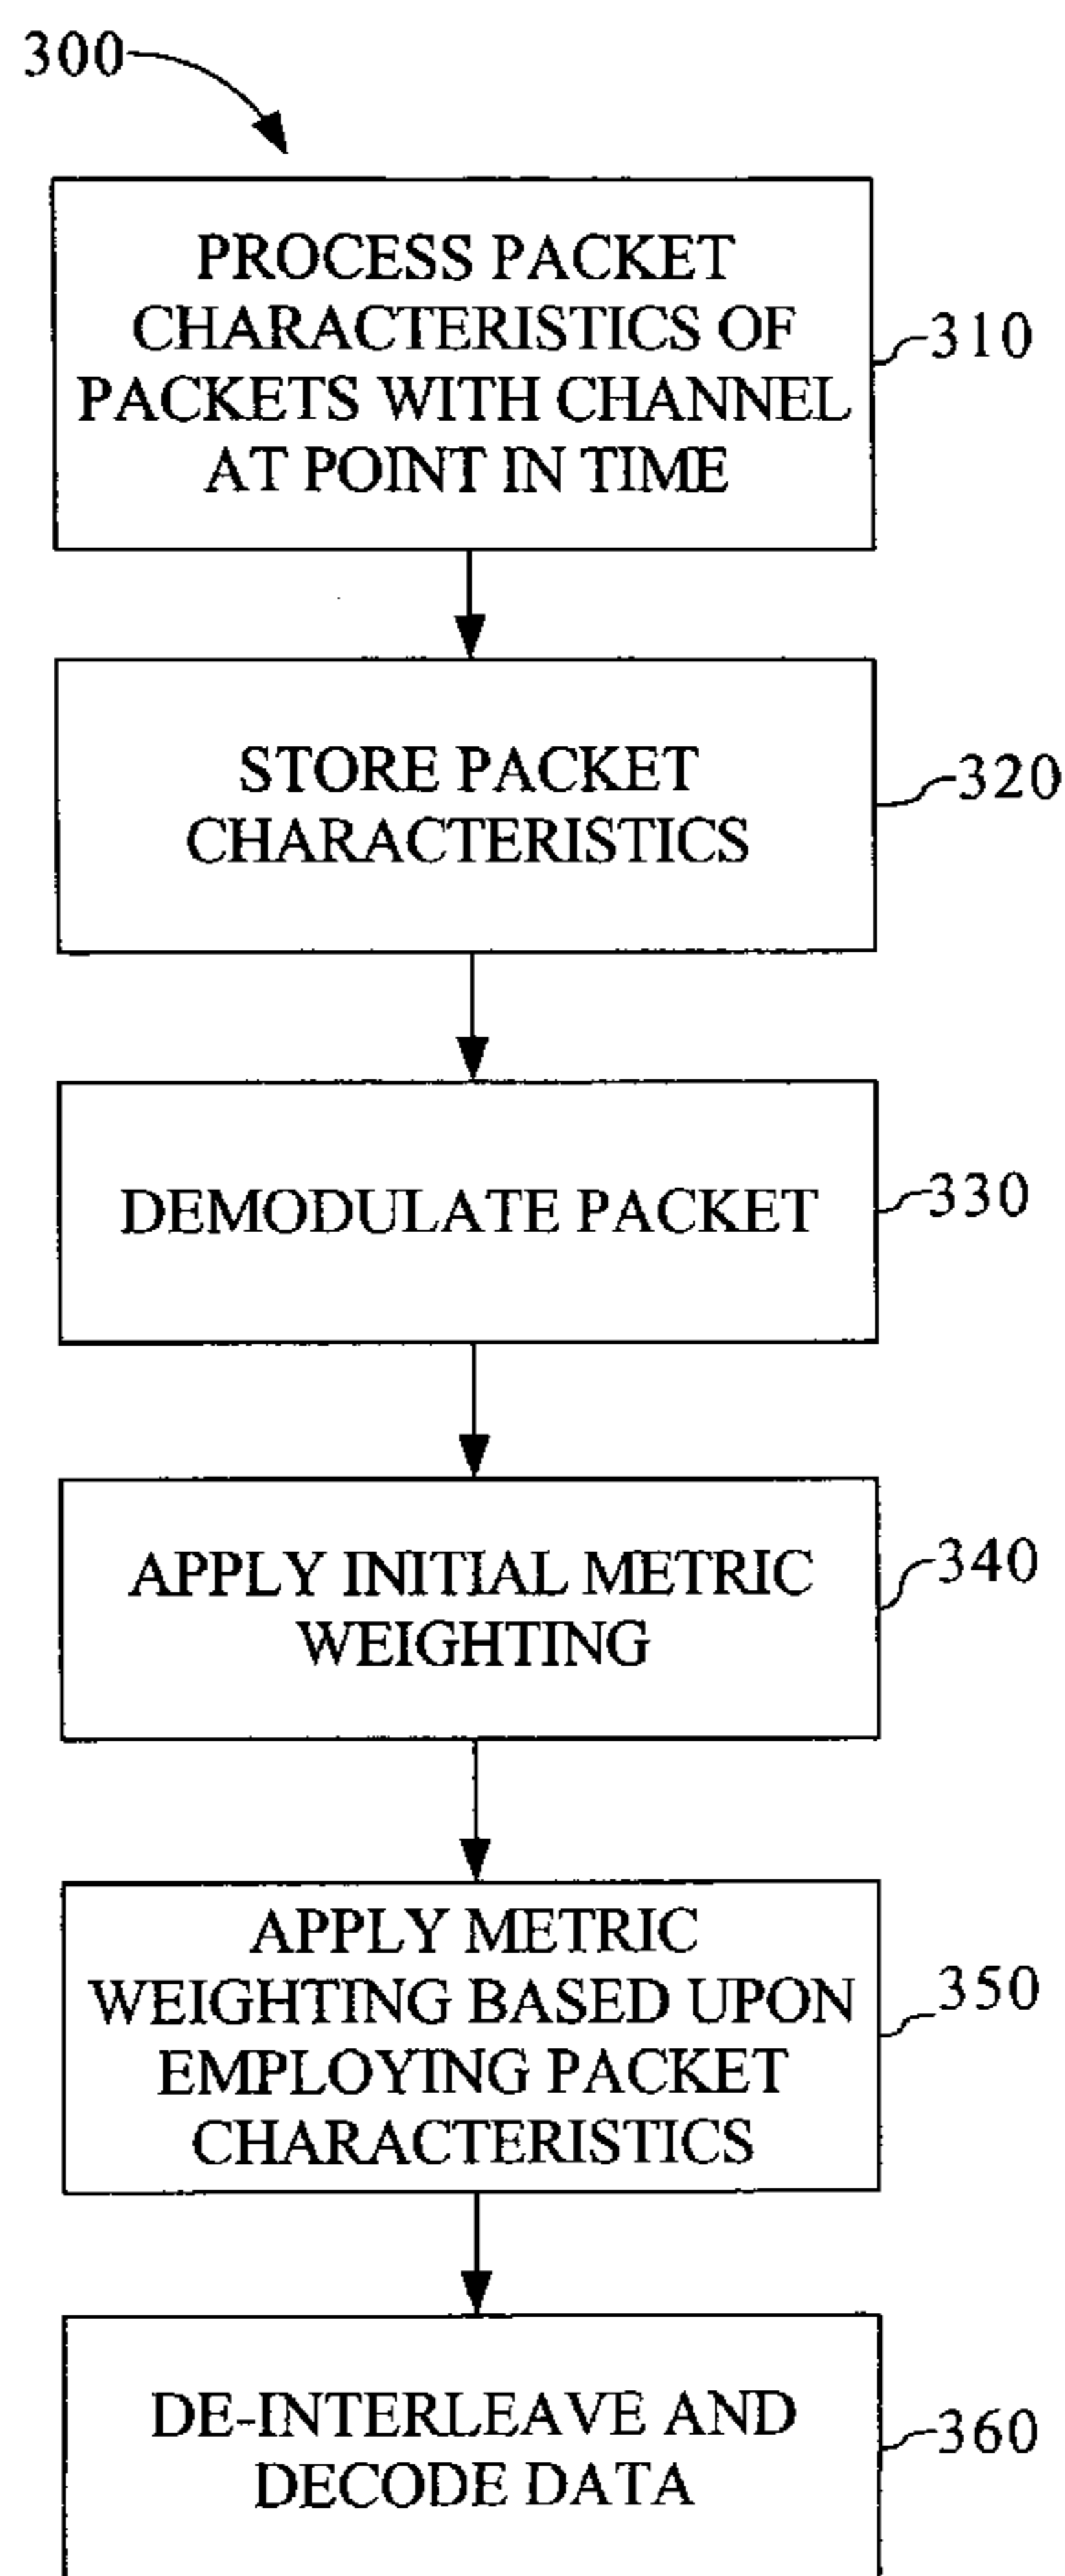 300
PROCESS PACKET
CHARACTERISTICS OF
PACKETS WITH CHANNEL
AT POINT IN TIME
310
STORE PACKET
CHARACTERISTICS
320
DEMODULATE PACKET
330
APPLY INITIAL METRIC
WEIGHTING
340
APPLY METRIC
WEIGHTING BASED UPON
EMPLOYING PACKET
CHARACTERISTICS
350
DE-INTERLEAVE AND
DECODE DATA
360